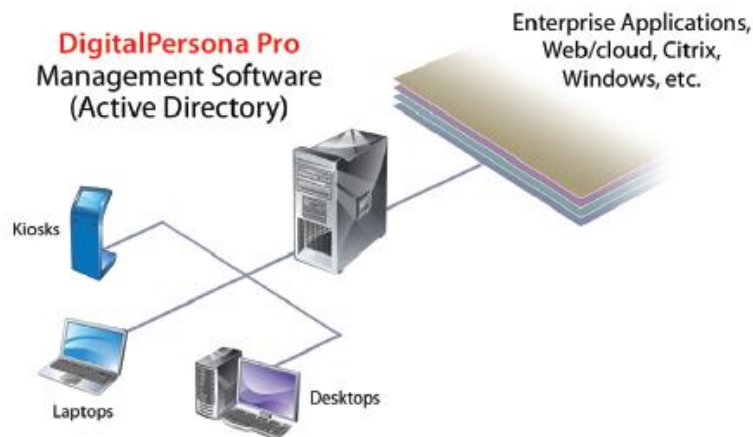 DigitalPersona Pro
Management Software
(Active Directory)
Enterprise Applications,
Web/cloud, Citrix,
Windows, etc.
Kiosks
Laptops
Desktops